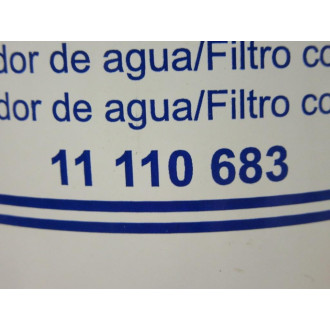 dor de agua/Filtro co
dor de agua/Filtro co
11 110 683